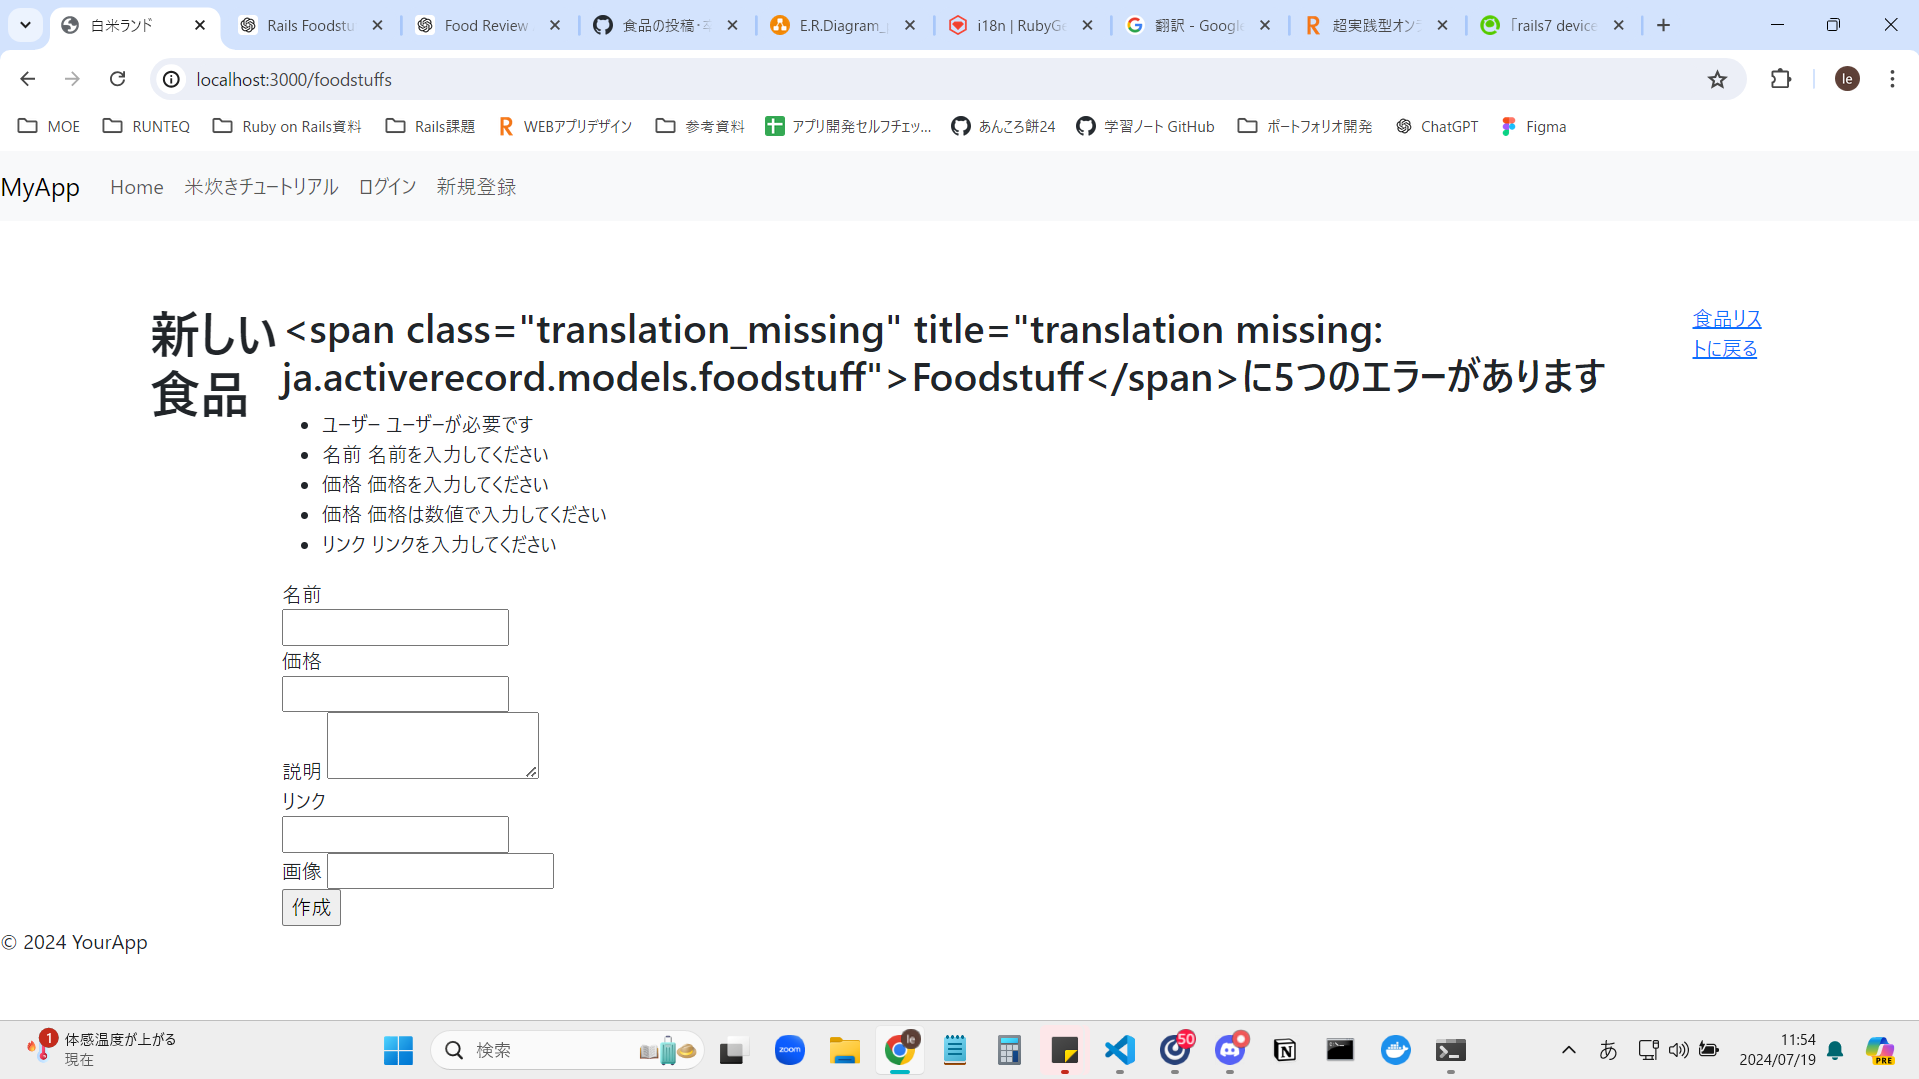 白米ランド
Rails Foodstu
Food Review
食品の投稿・卒
E.R.Diagram_
i18n | RubyGe
翻訳 - Google
超実践型オンラ
「rails7 device
localhost:3000/foodstuffs
le
MOE
RUNTEQ
Ruby on Rails資料
Rails課題
WEBアプリデザイン
参考資料
アプリ開発セルフチェッ...
あんころ餅24
学習ノート GitHub
ポートフォリオ開発
ChatGPT
Figma
MyApp
Home
米炊きチュートリアル
ログイン
新規登録
新しい
食品
<span class="translation_missing" title="translation missing:
ja.activerecord.models.foodstuff">Foodstuff</span>に5つのエラーがあります
食品リス
トに戻る
ユーザー ユーザーが必要です
名前 名前を入力してください
価格 価格を入力してください
価格 価格は数値で入力してください
リンク リンクを入力してください
名前
価格
説明
リンク
画像
作成
© 2024 YourApp
1
体感温度が上がる
現在
検索
zoom
le
50
あ
11:54
2024/07/19
PRE